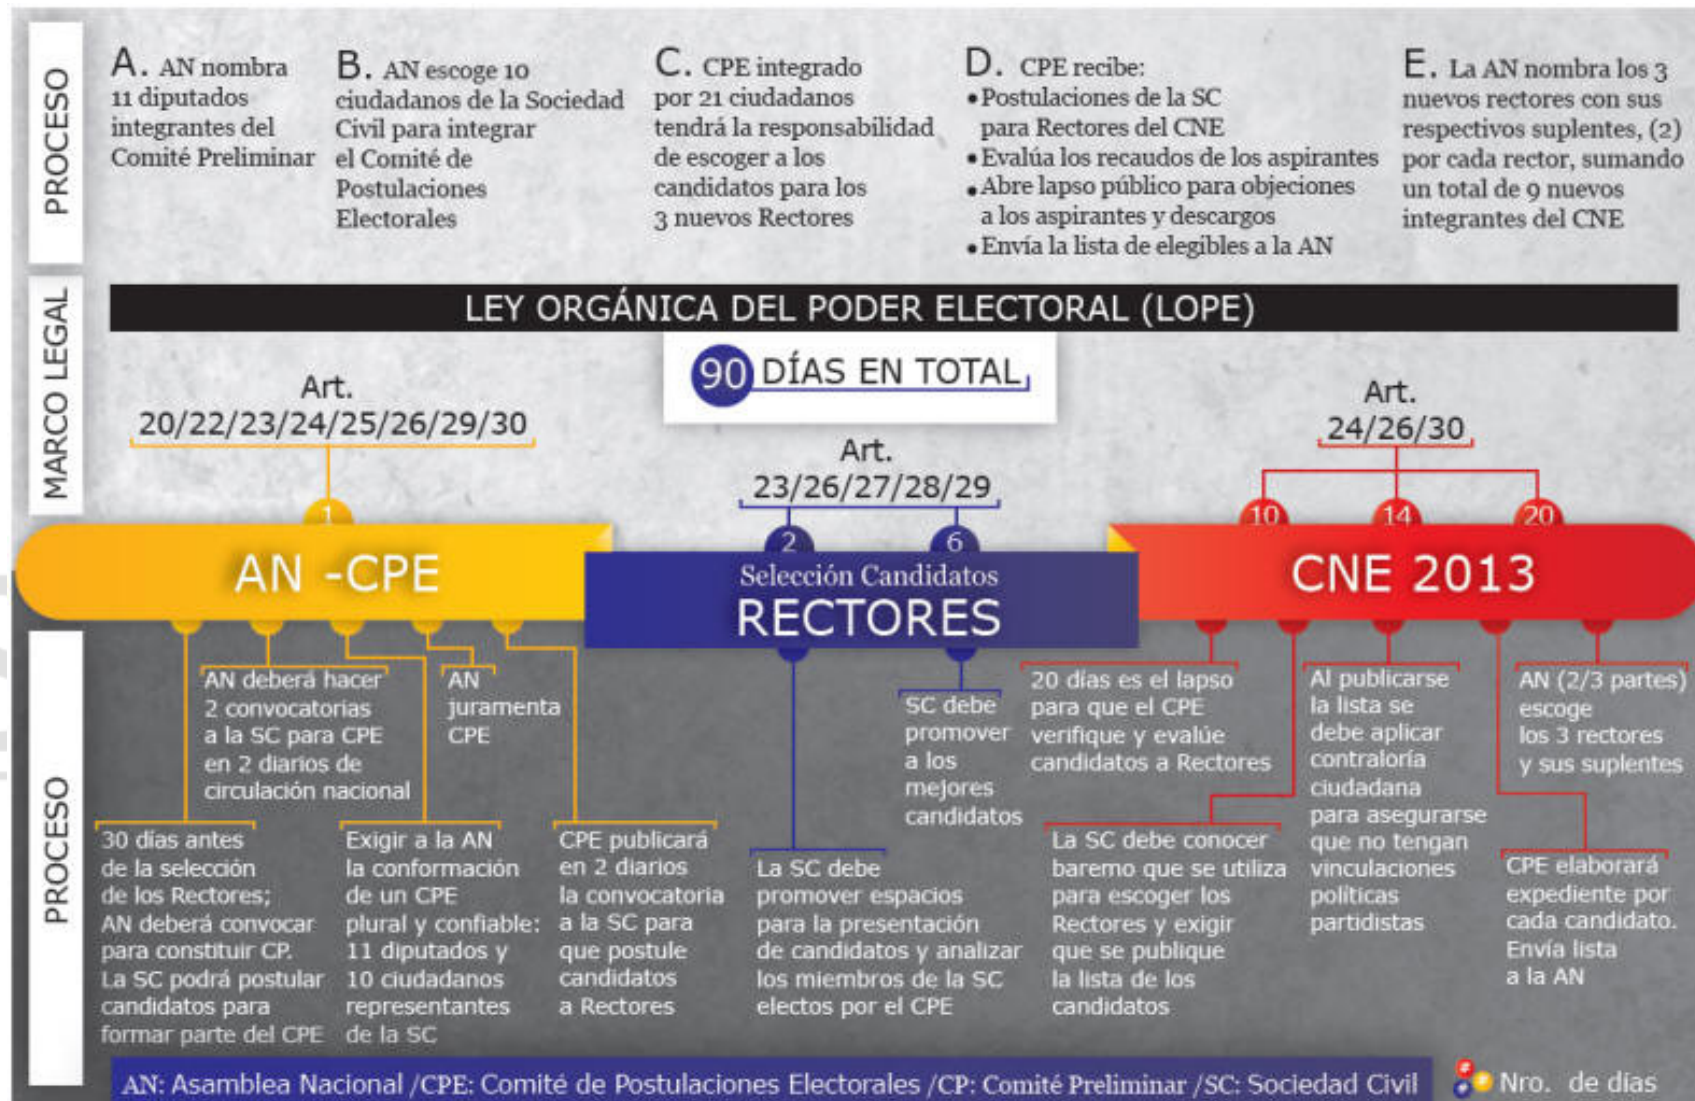 PROCESO
A. AN nombra
11 diputados
integrantes del
Comité Preliminar
B. AN escoge 10
ciudadanos de la Sociedad
Civil para integrar
el Comité de
Postulaciones
Electorales
C. CPE integrado
por 21 ciudadanos
tendrá la responsabilidad
de escoger a los
candidatos para los
3 nuevos Rectores
D. CPE recibe:
• Postulaciones de la SC
para Rectores del CNE
• Evalúa los recaudos de los aspirantes
• Abre lapso público para objeciones
a los aspirantes y descargos
• Envía la lista de elegibles a la AN
E. La AN nombra los 3
nuevos rectores con sus
respectivos suplentes, (2)
por cada rector, sumando
un total de 9 nuevos
integrantes del CNE
MARCO LEGAL
LEY ORGÁNICA DEL PODER ELECTORAL (LOPE)
90 DÍAS EN TOTAL
Art.
20/22/23/24/25/26/29/30
Art.
23/26/27/28/29
Art.
24/26/30
1
2
6
10
14
20
AN -CPE
Selección Candidatos
RECTORES
CNE 2013
PROCESO
30 días antes
de la selección
de los Rectores;
AN deberá convocar
para constituir CP.
La SC podrá postular
candidatos para
formar parte del CPE
AN deberá hacer
2 convocatorias
a la SC para CPE
en 2 diarios de
circulación nacional
Exigir a la AN
la conformación
de un CPE
plural y confiable:
11 diputados y
10 ciudadanos
representantes
de la SC
AN
juramenta
CPE
CPE publicará
en 2 diarios
la convocatoria
a la SC para
que postule
candidatos
a Rectores
La SC debe
promover espacios
para la presentación
de candidatos y analizar
los miembros de la SC
electos por el CPE
SC debe
promover
a los
mejores
candidatos
20 días es el lapso
para que el CPE
verifique y evalúe
candidatos a Rectores
La SC debe conocer
baremo que se utiliza
para escoger los
Rectores y exigir
que se publique
la lista de los
candidatos
Al publicarse
la lista se
debe aplicar
contraloría
ciudadana
para asegurarse
que no tengan
vinculaciones
políticas
partidistas
CPE elaborará
expediente por
cada candidato.
Envía lista
a la AN
AN (2/3 partes)
escoge
los 3 rectores
y sus suplentes
AN: Asamblea Nacional /CPE: Comité de Postulaciones Electorales /CP: Comité Preliminar /SC: Sociedad Civil
# # # Nro. de días